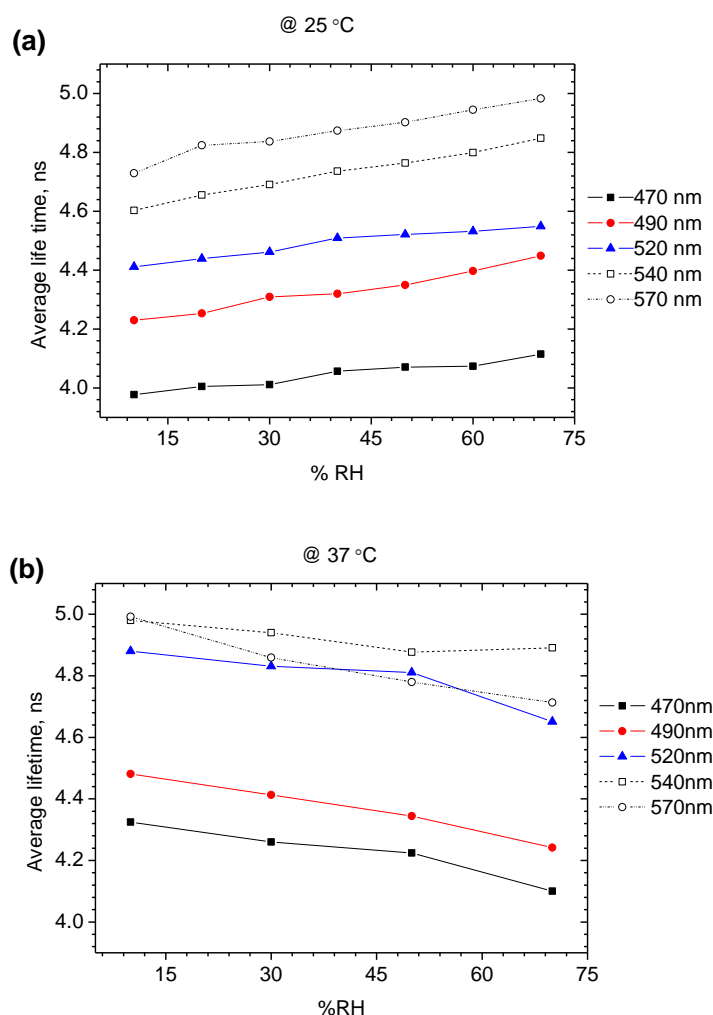 @ 25 °C
(a)
5.0
4.8
4.6
4.4
4.2
4.0
Average life time, ns
15 30 45 60 75
% RH
470 nm
490 nm
520 nm
540 nm
570 nm
@ 37 °C
(b)
5.0
4.8
4.6
4.4
4.2
4.0
Average lifetime, ns
15 30 45 60 75
%RH
470nm
490nm
520nm
540nm
570nm